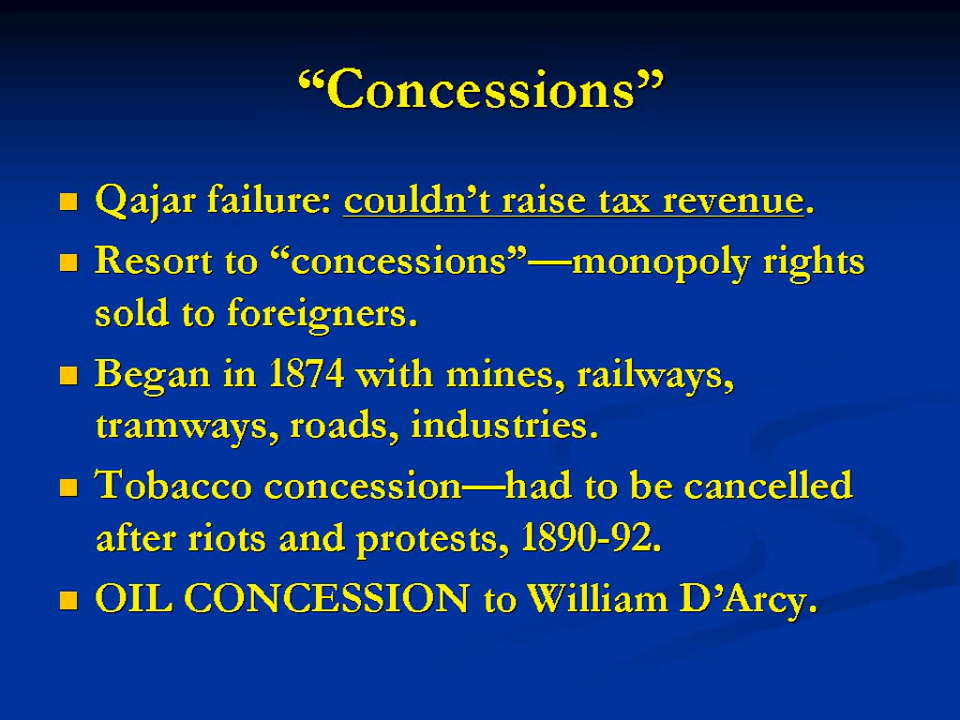 “Concessions”
Qajar failure: couldn’t raise tax revenue.
Resort to “concessions”—monopoly rights
sold to foreigners.
Began in 1874 with mines, railways,
tramways, roads, industries.
Tobacco concession—had to be cancelled
after riots and protests, 1890-92.
OIL CONCESSION to William D’Arcy.